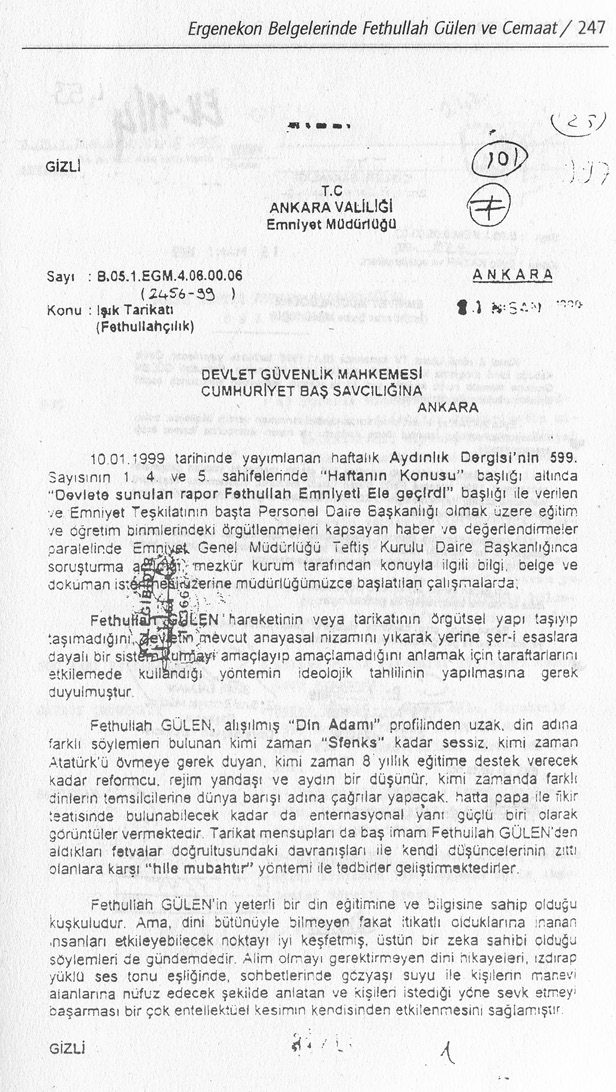 Ergenekon Belgelerinde Fethullah Gülen ve Cemaat / 247
GİZLİ
101
T.C
ANKARA VALİLİĞİ
Emniyet Müdürlüğü
Sayı : B.05.1.EGM.4.06.00.06
(2456-99 )
ANKARA
Konu : Işık Tarikatı
(Fethullahçılık)
NİSAN
DEVLET GÜVENLİK MAHKEMESİ
CUMHURİYET BAŞ SAVCILIĞINA
ANKARA
10.01.1999 tarihinde yayımlanan haftalık Aydınlık Dergisi'nin 599.
Sayısının 1. 4. ve 5. sahifelerinde "Haftanın Konusu" başlığı altında
"Devlete sunulan rapor Fethullah Emniyeti Ele geçirdi" başlığı ile verilen
ve Emniyet Teşkilatının başta Personel Daire Başkanlığı olmak üzere eğitim
ve öğretim birimlerindeki örgütlenmeleri kapsayan haber ve değerlendirmeler
paralelinde Emniyet Genel Müdürlüğü Teftiş Kurulu Daire Başkanlığınca
soruşturma mezkür kurum tarafından konuyla ilgili bilgi, belge ve
dokuman üzerine müdürlüğümüzce başlatılan çalışmalarda;
Fethullah GÜLEN hareketinin veya tarikatının örgütsel yapı taşıyıp
taşımadığını, devletin mevcut anayasal nizamını yıkarak yerine şer-i esaslara
dayalı bir sistem kurmayı amaçlayıp amaçlamadığını anlamak için taraftarlarını
etkilemede kullandığı yöntemin ideolojik tahlilinin yapılmasına gerek
duyulmuştur.
Fethullah GÜLEN, alışılmış "Din Adamı" profilinden uzak, din adına
farklı söylemleri bulunan kimi zaman "Sfenks" kadar sessiz, kimi zaman
Atatürk'ü övmeye gerek duyan, kimi zaman 8 yıllık eğitime destek verecek
kadar reformcu, rejim yandaşı ve aydın bir düşünür, kimi zamanda farklı
dinlerin temsilcilerine dünya barışı adına çağrılar yapacak, hatta papa ile fikir
teatisinde bulunabilecek kadar da enternasyonal yanı güçlü biri olarak
görüntüler vermektedir. Tarikat mensupları da baş imam Fethullah GÜLEN'den
aldıkları fetvalar doğrultusundaki davranışları ile kendi düşüncelerinin zıttı
olanlara karşı "hile mubahtır" yöntemi ile tedbirler geliştirmektedirler.
Fethullah GÜLEN'in yeterli bir din eğitimine ve bilgisine sahip olduğu
kuşkuludur. Ama, dini bütünüyle bilmeyen fakat itikatlı olduklarına inanan
insanları etkileyebilecek noktayı iyi keşfetmiş, üstün bir zeka sahibi olduğu
söylemleri de gündemdedir. Alim olmayı gerektirmeyen dini hikayeleri, ızdırap
yüklü ses tonu eşliğinde, sohbetlerinde gözyaşı suyu ile kişilerin manevi
alanlarına nüfuz edecek şekilde anlatan ve kişileri istediği yöne sevk etmeyi
başarması bir çok entellektüel kesimin kendisinden etkilenmesini sağlamıştır.
GİZLİ
1